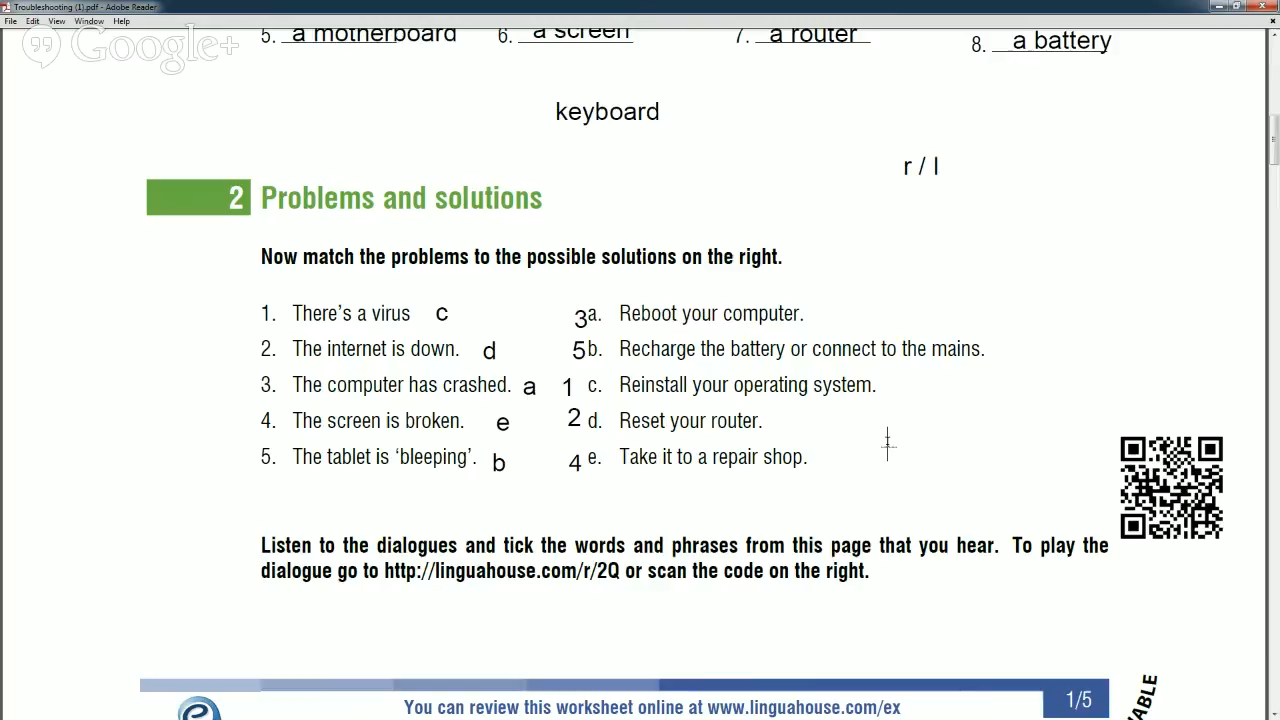 Troubleshooting (1).pdf - Adobe Reader
File Edit View Window Help
Google+
5. a motherboard 6. a screen 7. a router 8. a battery
keyboard
r / l
2 Problems and solutions
Now match the problems to the possible solutions on the right.
1. There's a virus c 3 a. Reboot your computer.
2. The internet is down. d 5 b. Recharge the battery or connect to the mains.
3. The computer has crashed. a 1 c. Reinstall your operating system.
4. The screen is broken. e 2 d. Reset your router.
5. The tablet is ‘bleeping’. b 4 e. Take it to a repair shop.
Listen to the dialogues and tick the words and phrases from this page that you hear. To play the
dialogue go to http://linguahouse.com/r/2Q or scan the code on the right.
You can review this worksheet online at www.linguahouse.com/ex
1/5